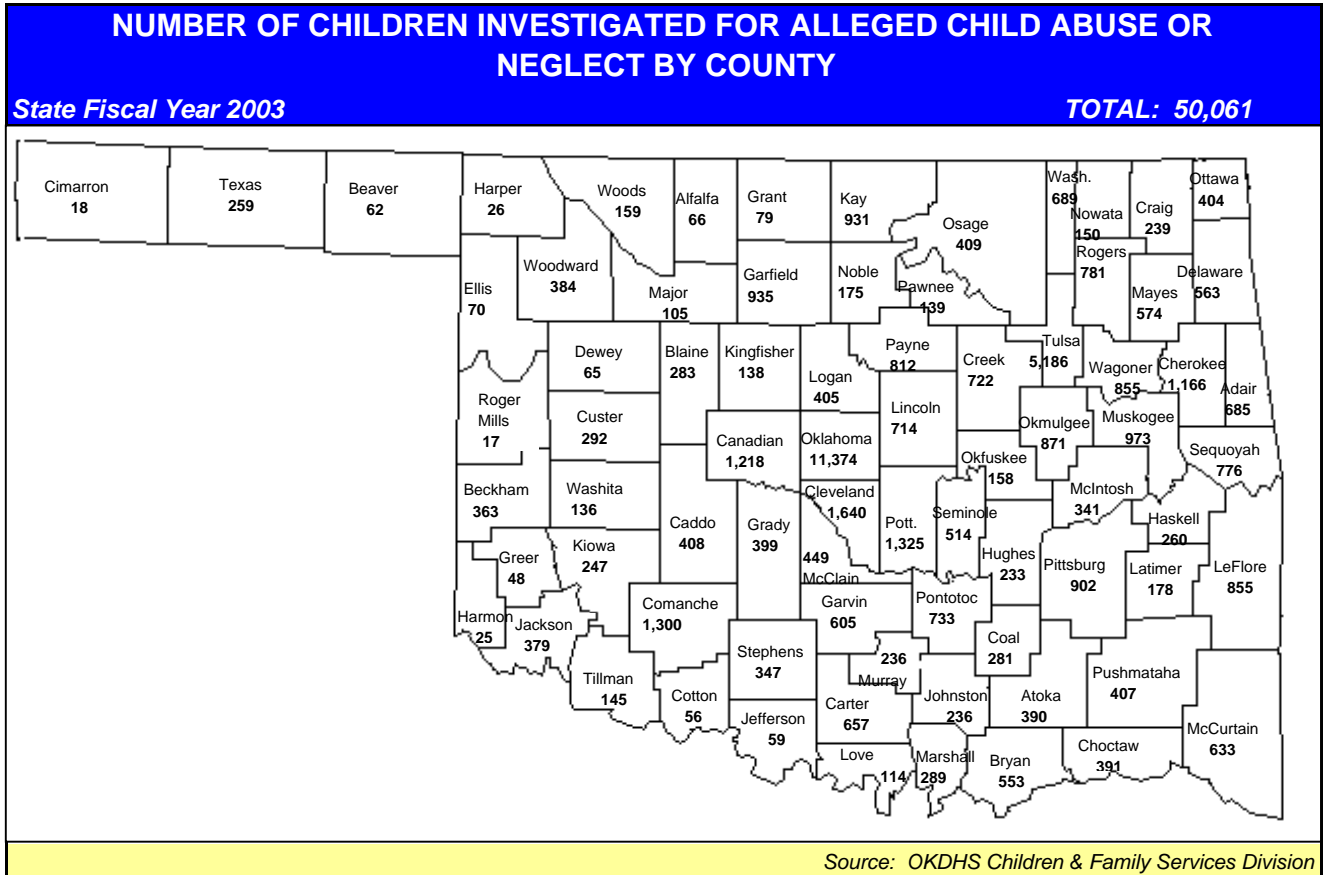 NUMBER OF CHILDREN INVESTIGATED FOR ALLEGED CHILD ABUSE OR
NEGLECT BY COUNTY
State Fiscal Year 2003
TOTAL: 50,061
Cimarron
18
Texas
259
Beaver
62
Harper
26
Woods
159
Alfalfa
66
Grant
79
Kay
931
Osage
409
Wash.
689
Nowata
150
Craig
239
Ottawa
404
Ellis
70
Woodward
384
Major
105
Garfield
935
Noble
175
Pawnee
139
Rogers
781
Mayes
574
Delaware
563
Dewey
65
Blaine
283
Kingfisher
138
Logan
405
Payne
812
Creek
722
Tulsa
5,186
Wagoner
855
Cherokee
1,166
Adair
685
Roger
Mills
17
Custer
292
Canadian
1,218
Oklahoma
11,374
Lincoln
714
Okmulgee
871
Muskogee
973
Sequoyah
776
Okfuskee
158
Beckham
363
Washita
136
Caddo
408
Grady
399
Cleveland
1,640
Pott.
1,325
Seminole
514
McIntosh
341
Haskell
260
Hughes
233
Pittsburg
902
Latimer
178
LeFlore
855
Greer
48
Kiowa
247
449
McClain
Harmon
25
Jackson
379
Comanche
1,300
Garvin
605
Pontotoc
733
Coal
281
Stephens
347
236
Murray
Tillman
145
Cotton
56
Jefferson
59
Carter
657
Johnston
236
Atoka
390
Pushmataha
407
McCurtain
633
Love
114
Marshall
289
Bryan
553
Choctaw
391
Source: OKDHS Children & Family Services Division